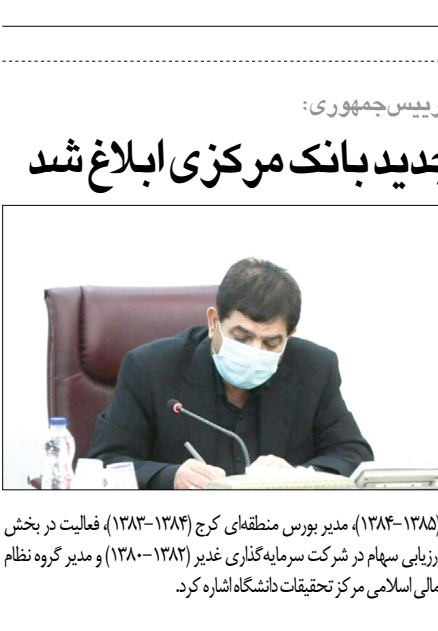 رییس‌جمهوری:
جدید بانک مرکزی ابلاغ شد
(۱۳۸۴-۱۳۸۵)، مدیر بورس منطقه‌ای کرج (۱۳۸۳-۱۳۸۴)، فعالیت در بخش
ارزیابی سهام در شرکت سرمایه‌گذاری غدیر (۱۳۸۰-۱۳۸۲) و مدیر گروه نظام
مالی اسلامی مرکز تحقیقات دانشگاه اشاره کرد.